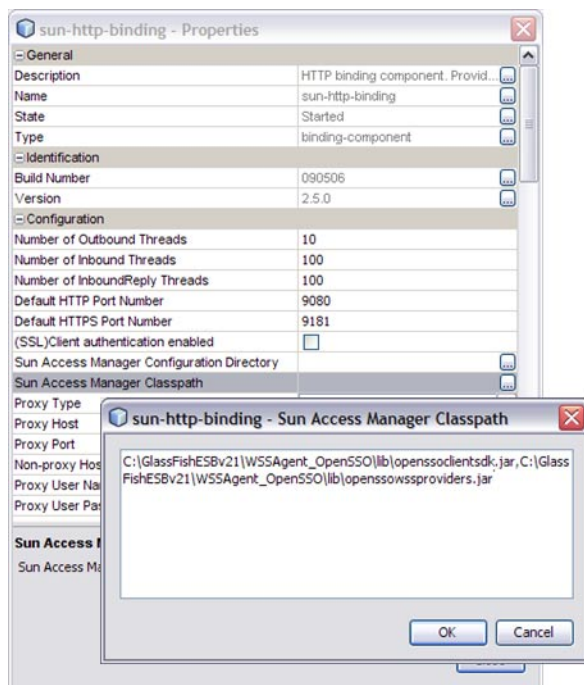 sun-http-binding - Properties
General
Description HTTP binding component. Provid... ...
Name sun-http-binding ...
State Started ...
Type binding-component ...
Identification
Build Number 090506 ...
Version 2.5.0 ...
Configuration
Number of Outbound Threads 10
Number of Inbound Threads 100
Number of InboundReply Threads 100
Default HTTP Port Number 9080
Default HTTPS Port Number 9181
(SSL)Client authentication enabled
Sun Access Manager Configuration Directory ...
Sun Access Manager Classpath ...
Proxy Type
Proxy Host
Proxy Port
Non-proxy Hos
Proxy User Na
Proxy User Pas
Sun Access M
Sun Access Ma
sun-http-binding - Sun Access Manager Classpath
C:\GlassFishESBv21\WSSAgent_OpenSSO\lib\openssoclientsdk.jar,C:\Glass
FishESBv21\WSSAgent_OpenSSO\lib\openssowssproviders.jar
OK Cancel